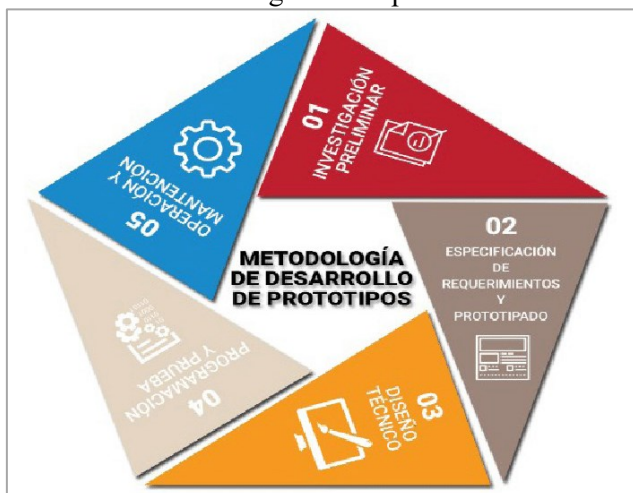 METODOLOGÍA
DE DESARROLLO
DE PROTOTIPOS
01
INVESTIGACIÓN
PRELIMINAR
02
ESPECIFICACIÓN
DE
REQUERIMIENTOS
Y
PROTOTIPADO
03
DISEÑO
TÉCNICO
04
PROGRAMACIÓN
Y PRUEBA
05
OPERACIÓN Y
MANTENCIÓN